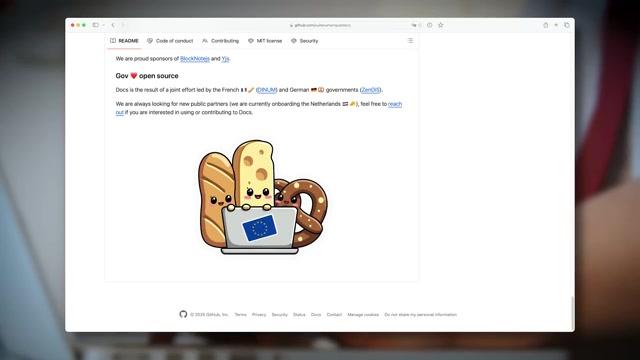 README
Code of conduct
Contributing
MIT license
Security
We are proud sponsors of BlockNotejs and Yjs.
Gov ❤️ open source
Docs is the result of a joint effort led by the French 🇫🇷 🥖 (DINUM) and German 🇩🇪 🥨 governments (ZenDiS).
We are always looking for new public partners (we are currently onboarding the Netherlands 🇳🇱 🧀), feel free to reach
out if you are interested in using or contributing to Docs.
© 2025 GitHub, Inc. Terms Privacy Security Status Docs Contact Manage cookies Do not share my personal information